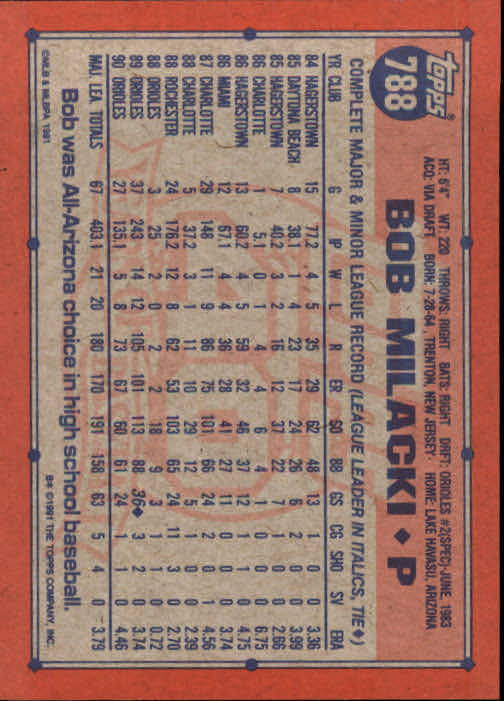 topps®
788
HT: 6'4" WT: 220 THROWS: RIGHT BATS: RIGHT DRFT: ORIOLES #2(SPEC)-JUNE, 1983
ACQ: VIA DRAFT BORN: 7-28-64, TRENTON, NEW JERSEY HOME: LAKE HAVASU, ARIZONA
BOB MILACKI ♦ P
COMPLETE MAJOR & MINOR LEAGUE RECORD (LEAGUE LEADER IN ITALICS, TIE♦)
YR CLUB G IP W L R ER SO BB GS CG SHO SV ERA
84 HAGERSTOWN 15 77.2 4 5 35 29 62 48 13 1 0 0 3.36
85 DAYTONA BEACH 8 38.1 1 4 23 17 24 26 6 2 0 0 3.99
85 HAGERSTOWN 7 40.2 3 2 16 12 37 22 7 1 1 0 2.66
86 CHARLOTTE 1 5.1 0 1 4 4 6 4 1 0 0 0 6.75
86 HAGERSTOWN 13 60.2 4 5 59 32 46 37 12 1 0 0 4.75
86 MIAMI 12 67.1 4 4 36 28 41 27 11 0 0 0 3.74
87 CHARLOTTE 29 148 11 9 86 75 101 66 24 2 0 1 4.56
88 CHARLOTTE 5 37.2 3 1 11 10 29 12 5 1 0 0 2.39
88 ROCHESTER 24 176.2 12 8 62 53 103 65 24 11 3 0 2.70
88 ORIOLES 3 25 2 0 2 2 18 9 3 1 1 0 0.72
89 ORIOLES 37 243 14 12 105 101 113 88 36♦ 3 2 0 3.74
90 ORIOLES 27 135.1 5 8 73 67 60 61 24 1 1 0 4.46
MAJ. LEA. TOTALS 67 403.1 21 20 180 170 191 158 63 5 4 0 3.79
Bob was All-Arizona choice in high school baseball.
©MLB & MLBPA 1991
B* ©1991 THE TOPPS COMPANY, INC.